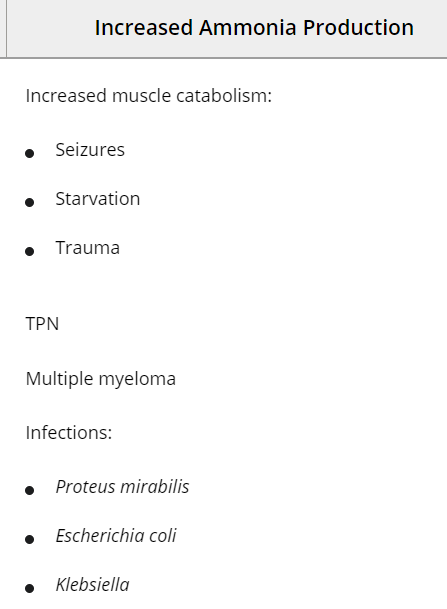 Increased Ammonia Production
Increased muscle catabolism:
Seizures
Starvation
Trauma
TPN
Multiple myeloma
Infections:
Proteus mirabilis
Escherichia coli
Klebsiella